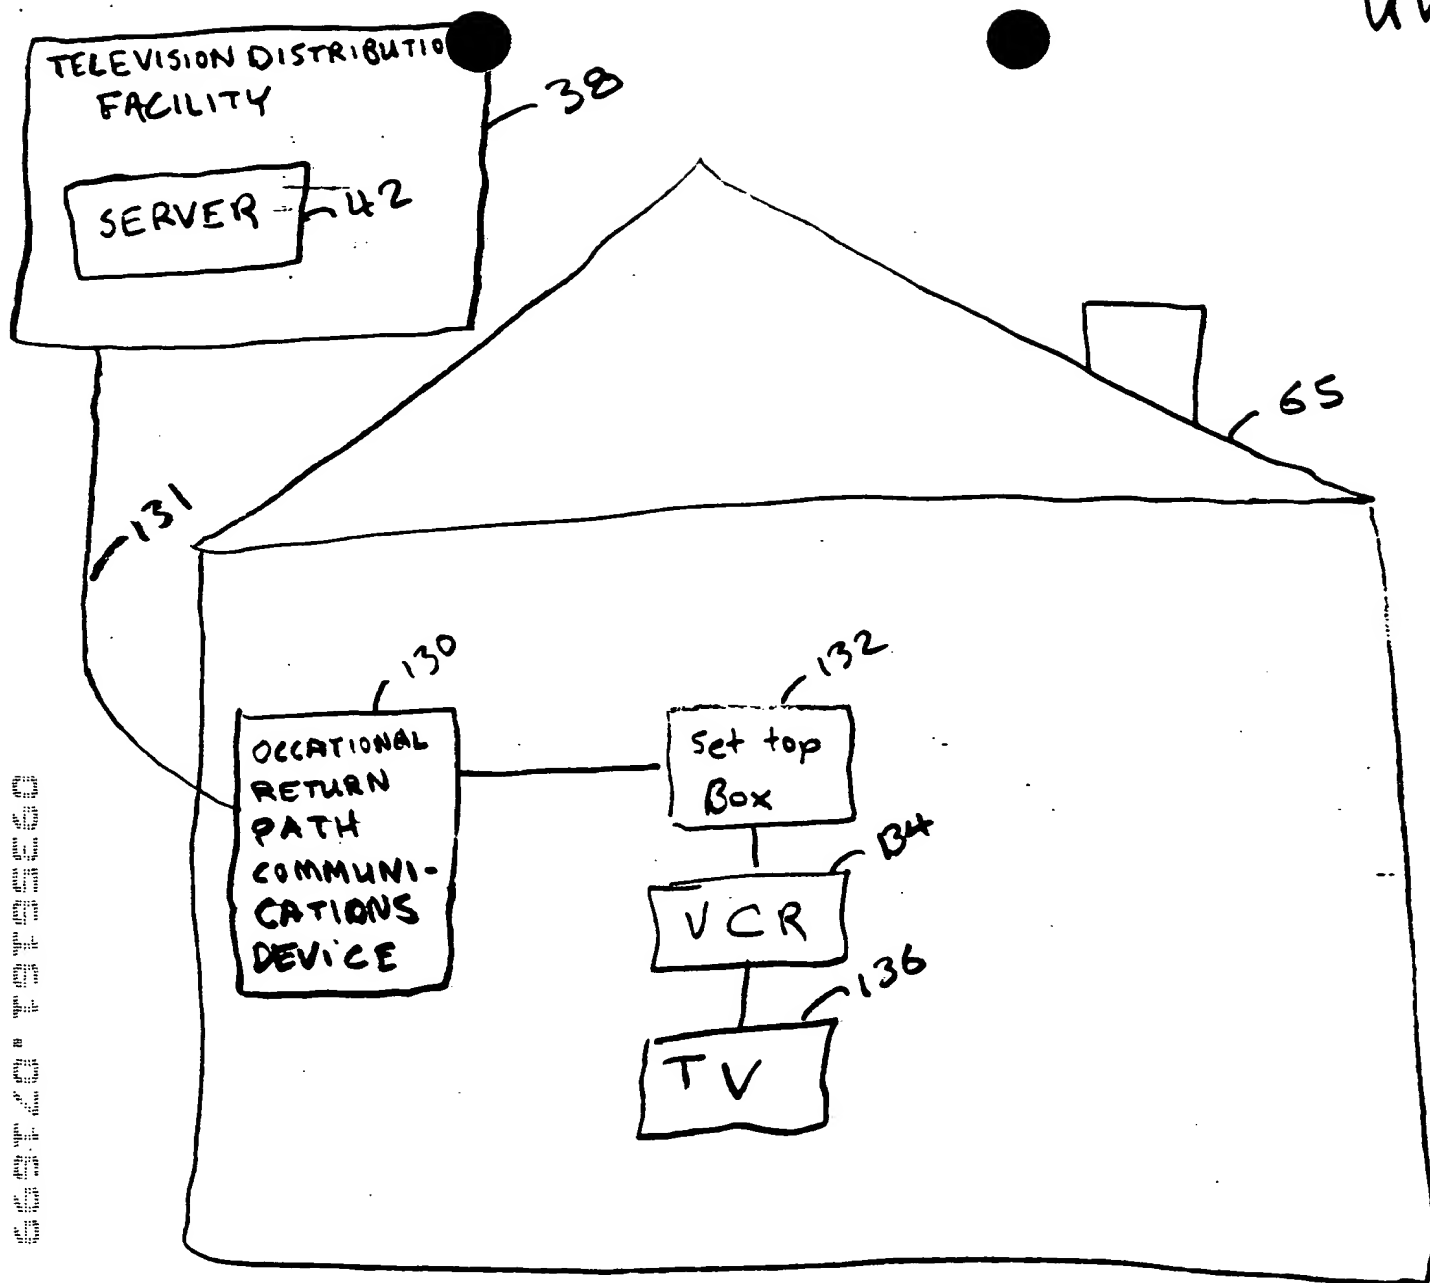 TELEVISION DISTRIBUTIO
FACILITY
38
SERVER
42
65
131
130
132
OCCATIONAL
RETURN
PATH
COMMUNI-
CATIONS
DEVICE
Set top
Box
134
VCR
136
TV